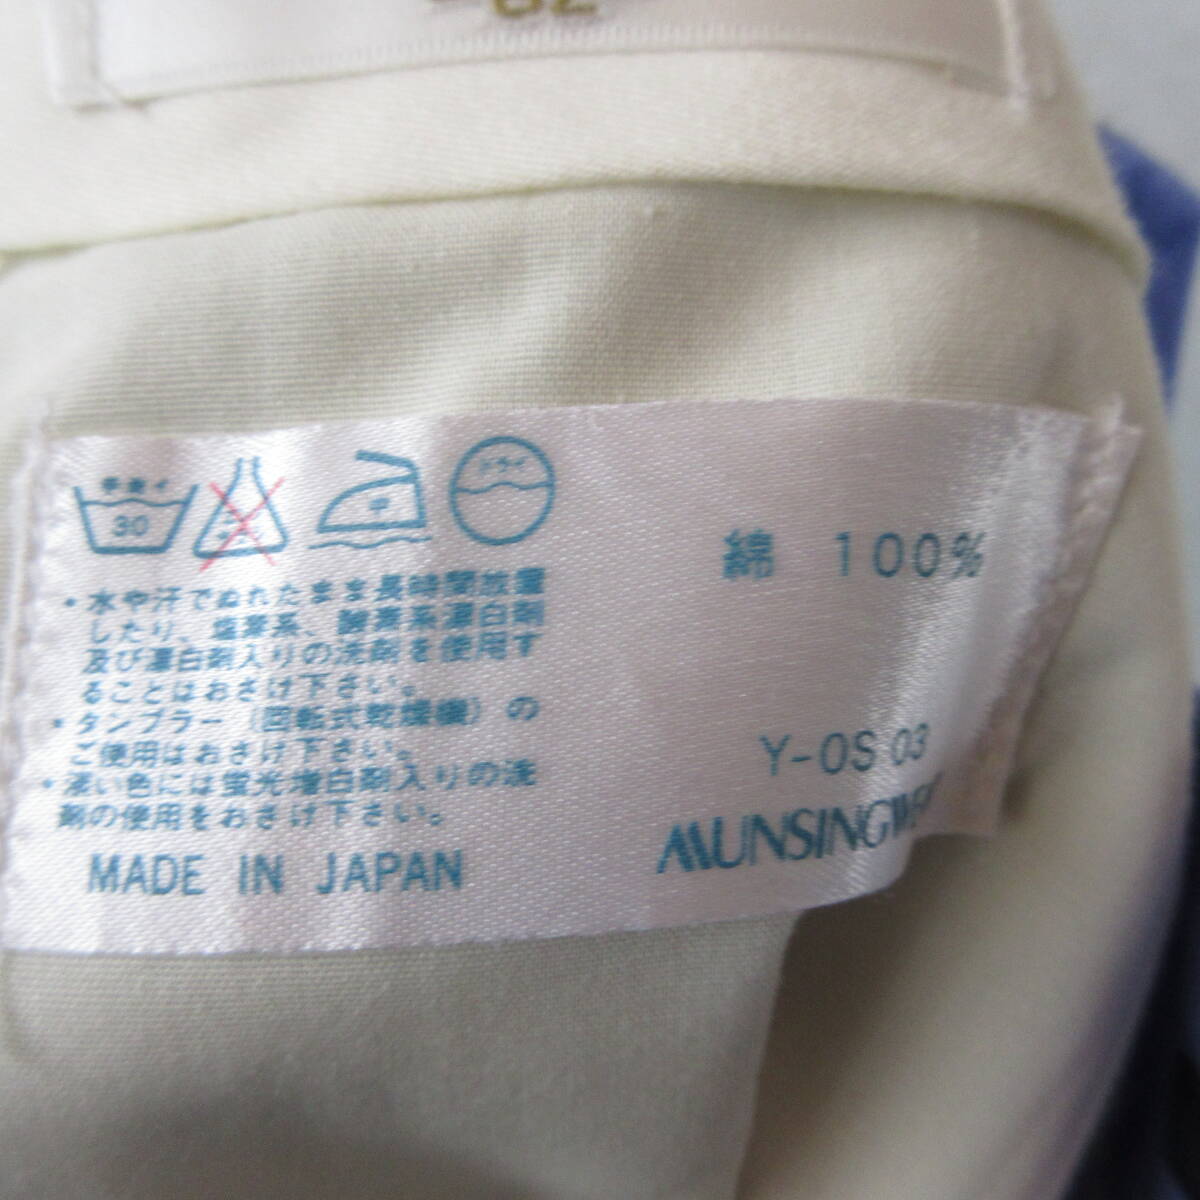 30
ドライ
綿 100%
・水や汗でぬれたまま長時間放置
したり、塩素系、酸素系漂白剤
及び漂白剤入りの洗剤を使用す
ることはおさけ下さい。
・タンブラー(回転式乾燥機)の
ご使用はおさけ下さい。
・濃い色には蛍光増白剤入りの洗
剤の使用をおさけ下さい。
Y-OS 03
MADE IN JAPAN